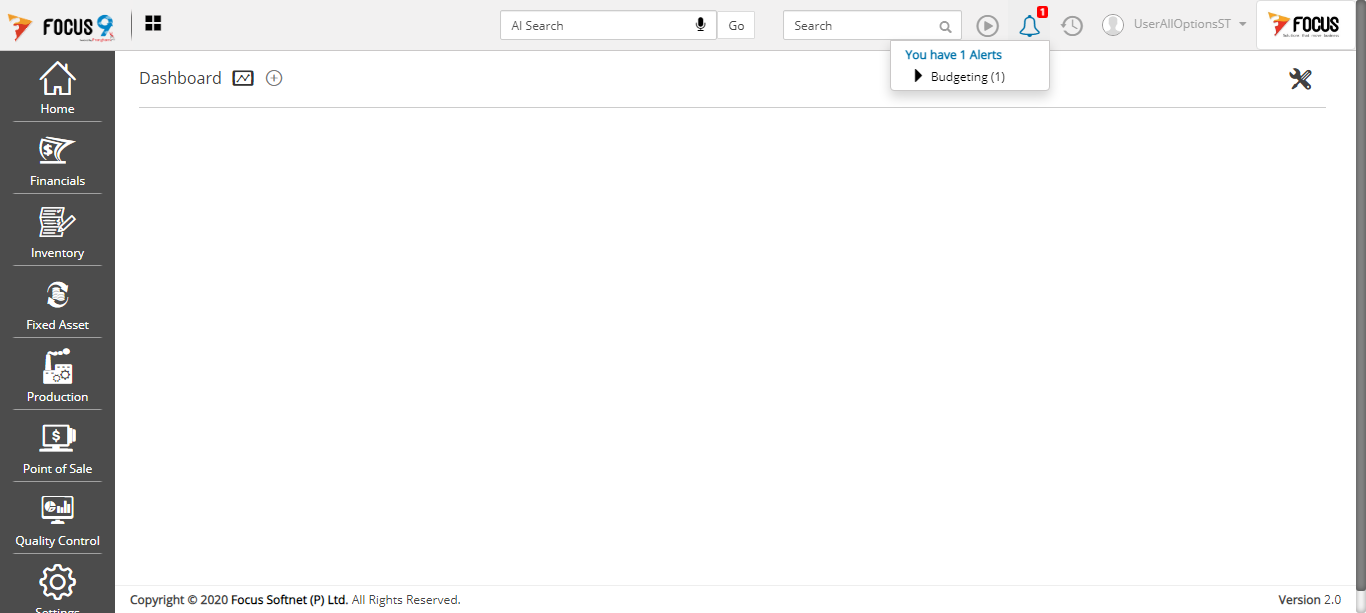 FOCUS 9
AI Search
Go
Search
1
UserAllOptionsST
FOCUS
You have 1 Alerts
Budgeting (1)
Dashboard
Home
Financials
Inventory
Fixed Asset
Production
Point of Sale
Quality Control
Settings
Copyright © 2020 Focus Softnet (P) Ltd. All Rights Reserved.
Version 2.0